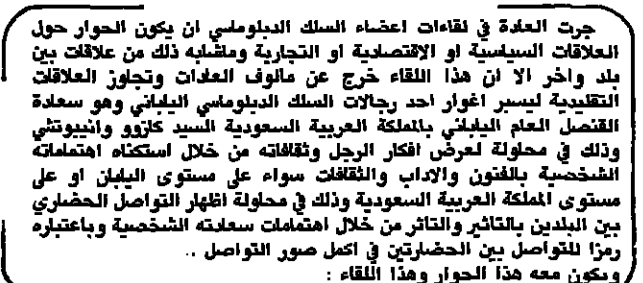 جرت العادة في لقاءات اعضاء السلك الدبلوماسي ان يكون الحوار حول
العلاقات السياسية او الاقتصادية او التجارية وماشابه ذلك من علاقات بين
بلد واخر الا ان هذا اللقاء خرج عن مالوف العادات وتجاوز العلاقات
التقليدية ليسبر اغوار احد رجالات السلك الدبلوماسي الياباني وهو سعادة
القنصل العام الياباني بالمملكة العربية السعودية السيد كازوو وانيبوتشي
وذلك في محاولة لعرض افكار الرجل وثقافاته من خلال استكناه اهتماماته
الشخصية بالفنون والاداب والثقافات سواء على مستوى اليابان او على
مستوى المملكة العربية السعودية وذلك في محاولة اظهار التواصل الحضاري
بين البلدين بالتاثير والتاثر من خلال اهتمامات سعادته الشخصية وباعتباره
رمزا للتواصل بين الحضارتين في اكمل صور التواصل ..
ويكون معه هذا الحوار وهذا اللقاء :